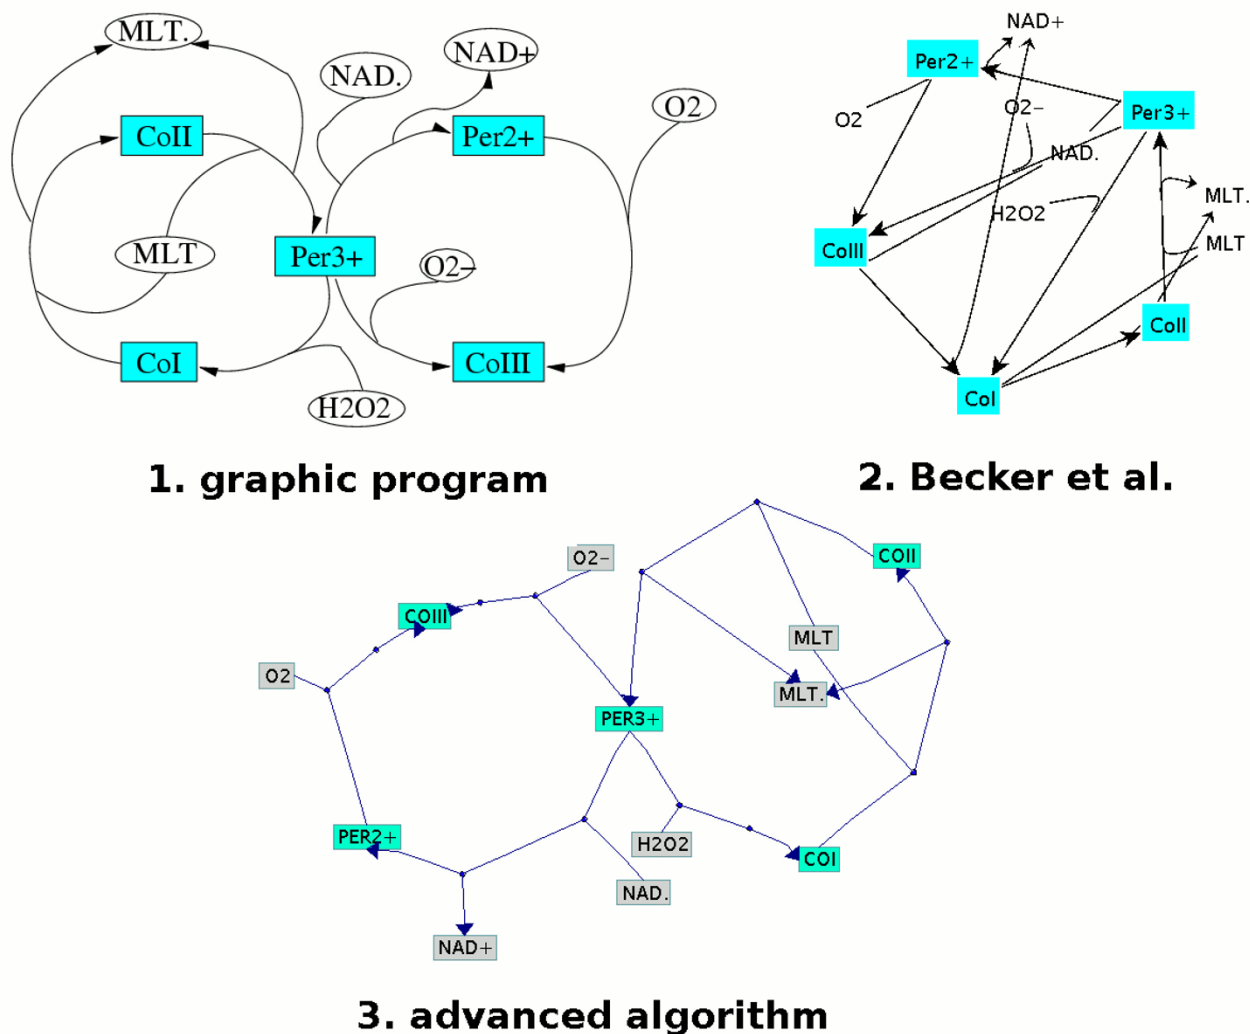 MLT.
NAD.
NAD+
O2
CoII
Per2+
MLT
Per3+
O2−
CoI
CoIII
H2O2
1. graphic program
NAD+
Per2+
O2
O2−
Per3+
NAD.
MLT.
H2O2
MLT
CoIII
CoII
CoI
2. Becker et al.
O2−
COII
COIII
MLT
O2
MLT.
PER3+
PER2+
H2O2
COI
NAD.
NAD+
3. advanced algorithm